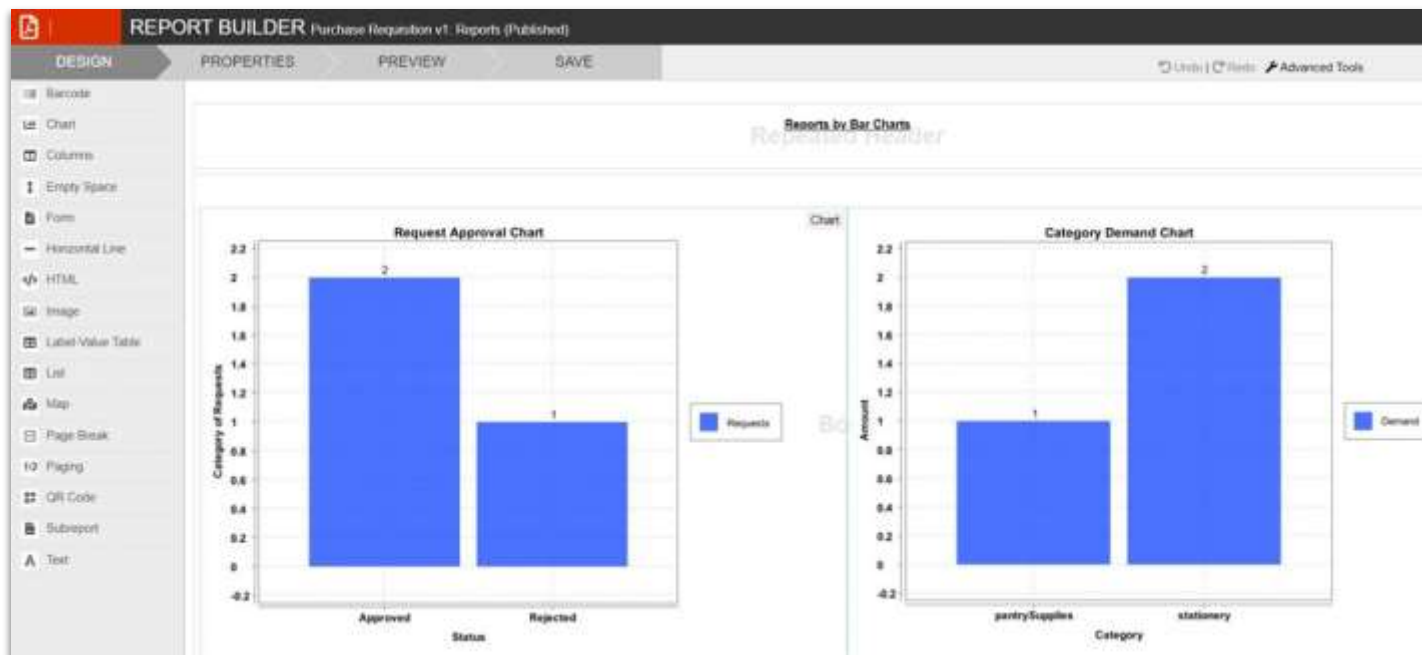 REPORT BUILDER Purchase Requisition v1: Reports (Published)
DESIGN
PROPERTIES
PREVIEW
SAVE
Undo | Redo Advanced Tools
Barcode
Chart
Columns
Empty Space
Form
Horizontal Line
HTML
Image
Label-Value Table
List
Map
Page Break
Paging
QR Code
Subreport
Text
Reports by Bar Charts
Repeated Header
Chart
Request Approval Chart
2.2
2
1.8
1.6
1.4
1.2
1
0.8
0.6
0.4
0.2
0
-0.2
Category of Requests
2
1
Approved
Rejected
Status
Requests
Category Demand Chart
2.2
2
1.8
1.6
1.4
1.2
1
0.8
0.6
0.4
0.2
0
-0.2
Amount
1
2
pantrySupplies
stationery
Category
Demand